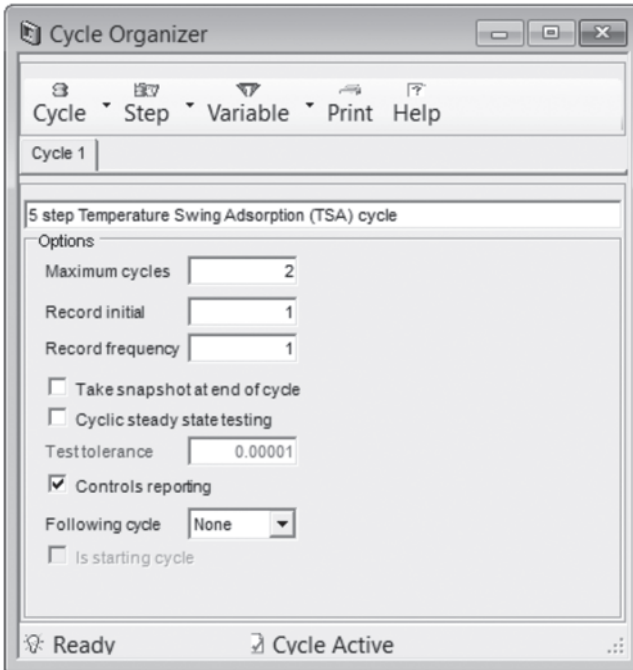 Cycle Organizer
Cycle Step Variable Print Help
Cycle 1
5 step Temperature Swing Adsorption (TSA) cycle
Options
Maximum cycles 2
Record initial 1
Record frequency 1
Take snapshot at end of cycle
Cyclic steady state testing
Test tolerance 0.00001
Controls reporting
Following cycle None
Is starting cycle
Ready Cycle Active